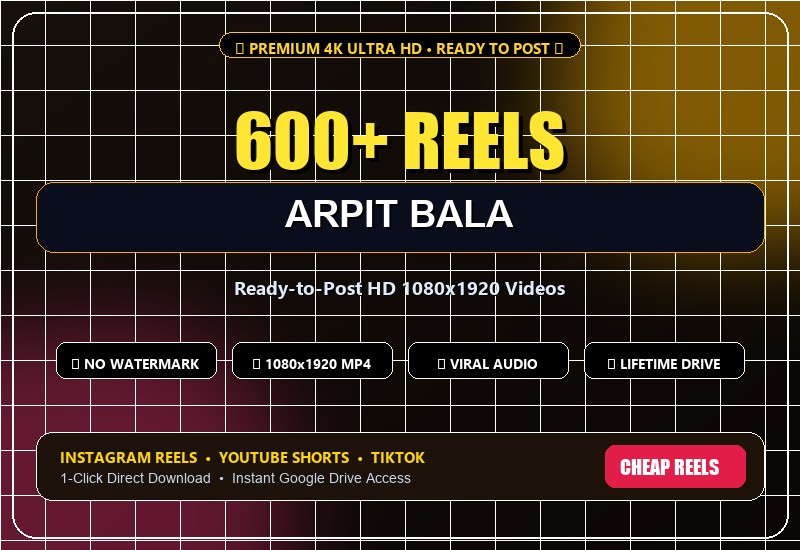 PREMIUM 4K ULTRA HD • READY TO POST
600+ REELS
ARPIT BALA
Ready-to-Post HD 1080x1920 Videos
NO WATERMARK
1080x1920 MP4
VIRAL AUDIO
LIFETIME DRIVE
INSTAGRAM REELS • YOUTUBE SHORTS • TIKTOK
1-Click Direct Download • Instant Google Drive Access
CHEAP REELS